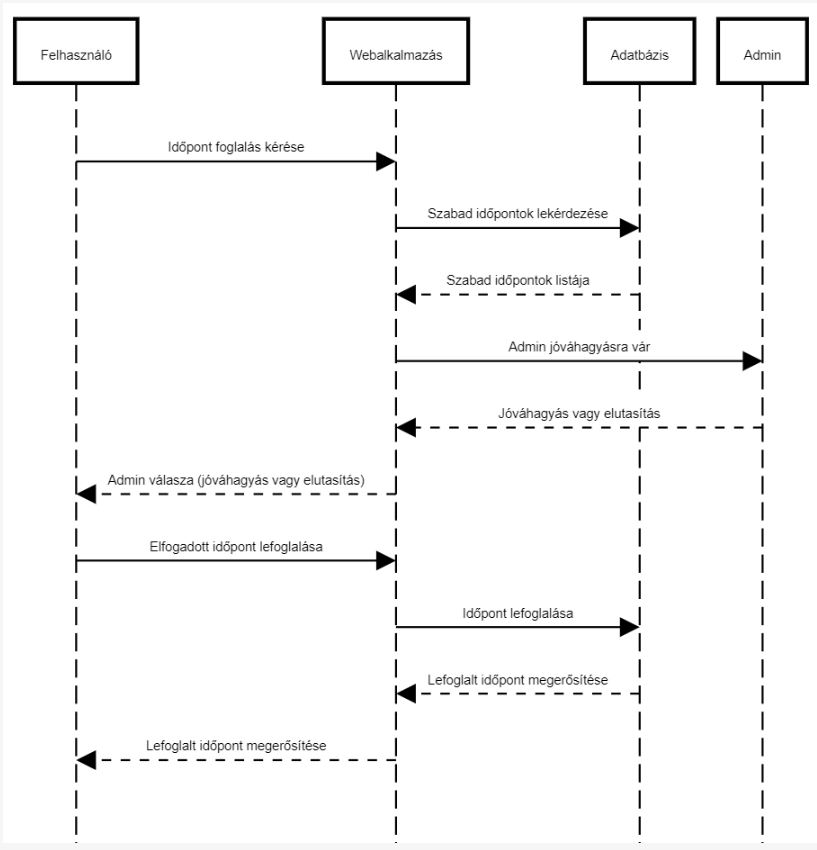 Felhasználó
Webalkalmazás
Adatbázis
Admin
Időpont foglalás kérése
Szabad időpontok lekérdezése
Szabad időpontok listája
Admin jóváhagyásra vár
Jóváhagyás vagy elutasítás
Admin válasza (jóváhagyás vagy elutasítás)
Elfogadott időpont lefoglalása
Időpont lefoglalása
Lefoglalt időpont megerősítése
Lefoglalt időpont megerősítése